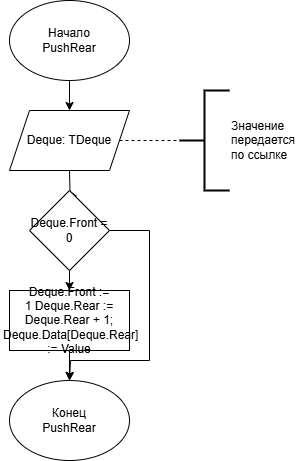 Начало
PushRear
Deque: TDeque
Значение
передается
по ссылке
Deque.Front =
0
Deque.Front :=
1 Deque.Rear :=
Deque.Rear + 1;
Deque.Data[Deque.Rear]
:= Value
Конец
PushRear